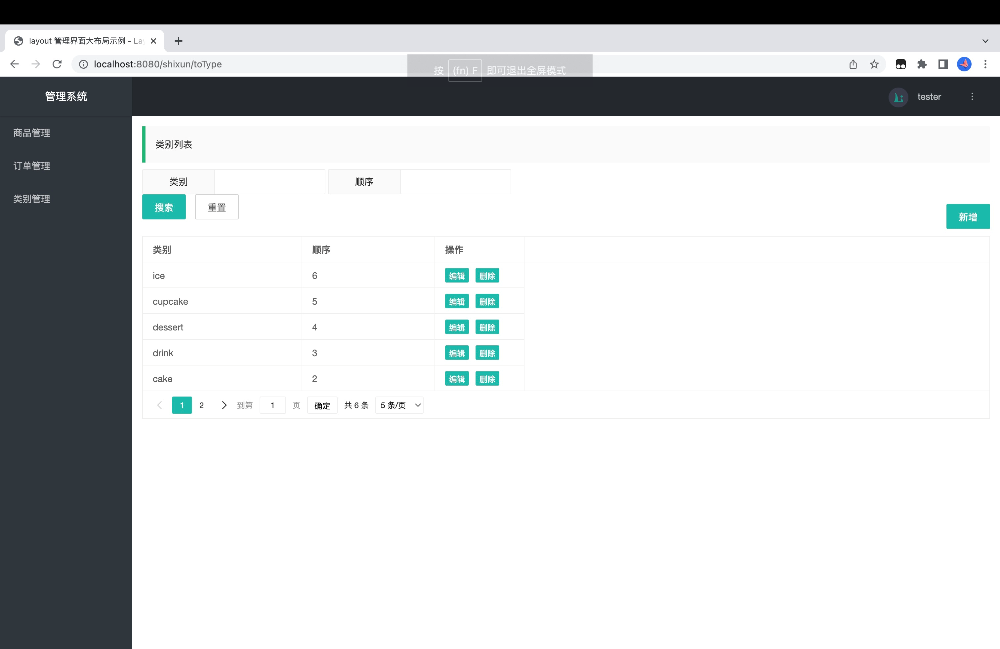 layout 管理界面大布局示例 - La
localhost:8080/shixun/toType
按 (fn) F 即可退出全屏模式
管理系统
tester
商品管理
订单管理
类别管理
类别列表
类别 顺序
搜索 重置
新增
类别 顺序 操作
ice 6 编辑 删除
cupcake 5 编辑 删除
dessert 4 编辑 删除
drink 3 编辑 删除
cake 2 编辑 删除
1 2 到第 1 页 确定 共 6 条 5 条/页